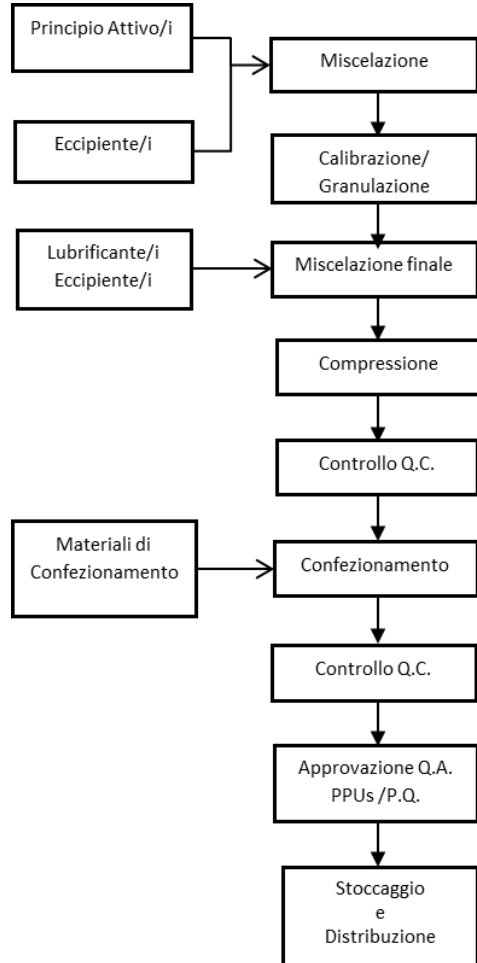 Principio Attivo/i
Miscelazione
Eccipiente/i
Calibrazione/
Granulazione
Lubrificante/i
Eccipiente/i
Miscelazione finale
Compressione
Controllo Q.C.
Materiali di
Confezionamento
Confezionamento
Controllo Q.C.
Approvazione Q.A.
PPUs /P.Q.
Stoccaggio
e
Distribuzione